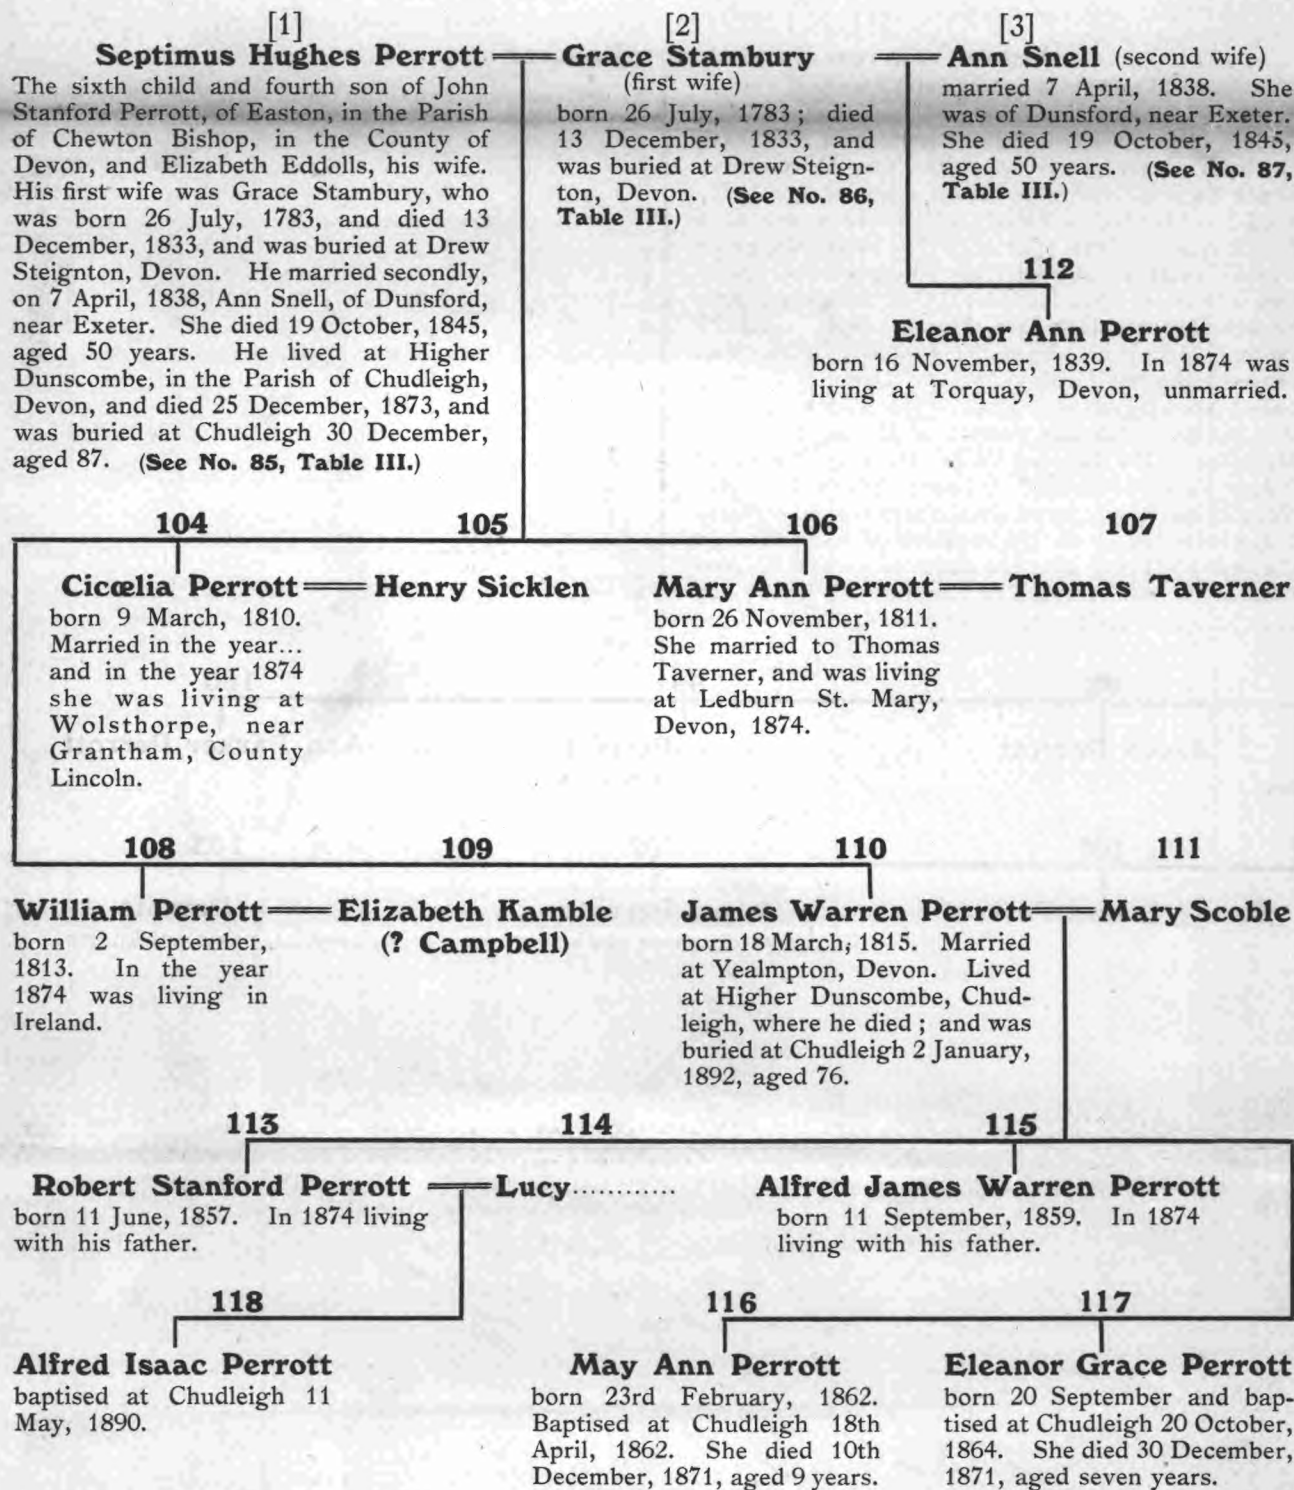 [1] [2] [3]
Septimus Hughes Perrott
The sixth child and fourth son of John
Stanford Perrott, of Easton, in the Parish
of Chewton Bishop, in the County of
Devon, and Elizabeth Eddolls, his wife.
His first wife was Grace Stambury, who
was born 26 July, 1783, and died 13
December, 1833, and was buried at Drew
Steignton, Devon. He married secondly,
on 7 April, 1838, Ann Snell, of Dunsford,
near Exeter. She died 19 October, 1845,
aged 50 years. He lived at Higher
Dunscombe, in the Parish of Chudleigh,
Devon, and died 25 December, 1873, and
was buried at Chudleigh 30 December,
aged 87. (See No. 85, Table III.)
Grace Stambury
(first wife)
born 26 July, 1783 ; died
13 December, 1833, and
was buried at Drew Steign-
ton, Devon. (See No. 86,
Table III.)
Ann Snell (second wife)
married 7 April, 1838. She
was of Dunsford, near Exeter.
She died 19 October, 1845,
aged 50 years. (See No. 87,
Table III.)
112
Eleanor Ann Perrott
born 16 November, 1839. In 1874 was
living at Torquay, Devon, unmarried.
104 105 106 107
Cicœlia Perrott Henry Sicklen
born 9 March, 1810.
Married in the year...
and in the year 1874
she was living at
Wolsthorpe, near
Grantham, County
Lincoln.
Mary Ann Perrott Thomas Taverner
born 26 November, 1811.
She married to Thomas
Taverner, and was living
at Ledburn St. Mary,
Devon, 1874.
108 109 110 111
William Perrott Elizabeth Kamble
(? Campbell)
born 2 September,
1813. In the year
1874 was living in
Ireland.
James Warren Perrott Mary Scoble
born 18 March, 1815. Married
at Yealmpton, Devon. Lived
at Higher Dunscombe, Chud-
leigh, where he died ; and was
buried at Chudleigh 2 January,
1892, aged 76.
113 114 115
Robert Stanford Perrott Lucy............
born 11 June, 1857. In 1874 living
with his father.
Alfred James Warren Perrott
born 11 September, 1859. In 1874
living with his father.
118 116 117
Alfred Isaac Perrott
baptised at Chudleigh 11
May, 1890.
May Ann Perrott
born 23rd February, 1862.
Baptised at Chudleigh 18th
April, 1862. She died 10th
December, 1871, aged 9 years.
Eleanor Grace Perrott
born 20 September and bap-
tised at Chudleigh 20 October,
1864. She died 30 December,
1871, aged seven years.